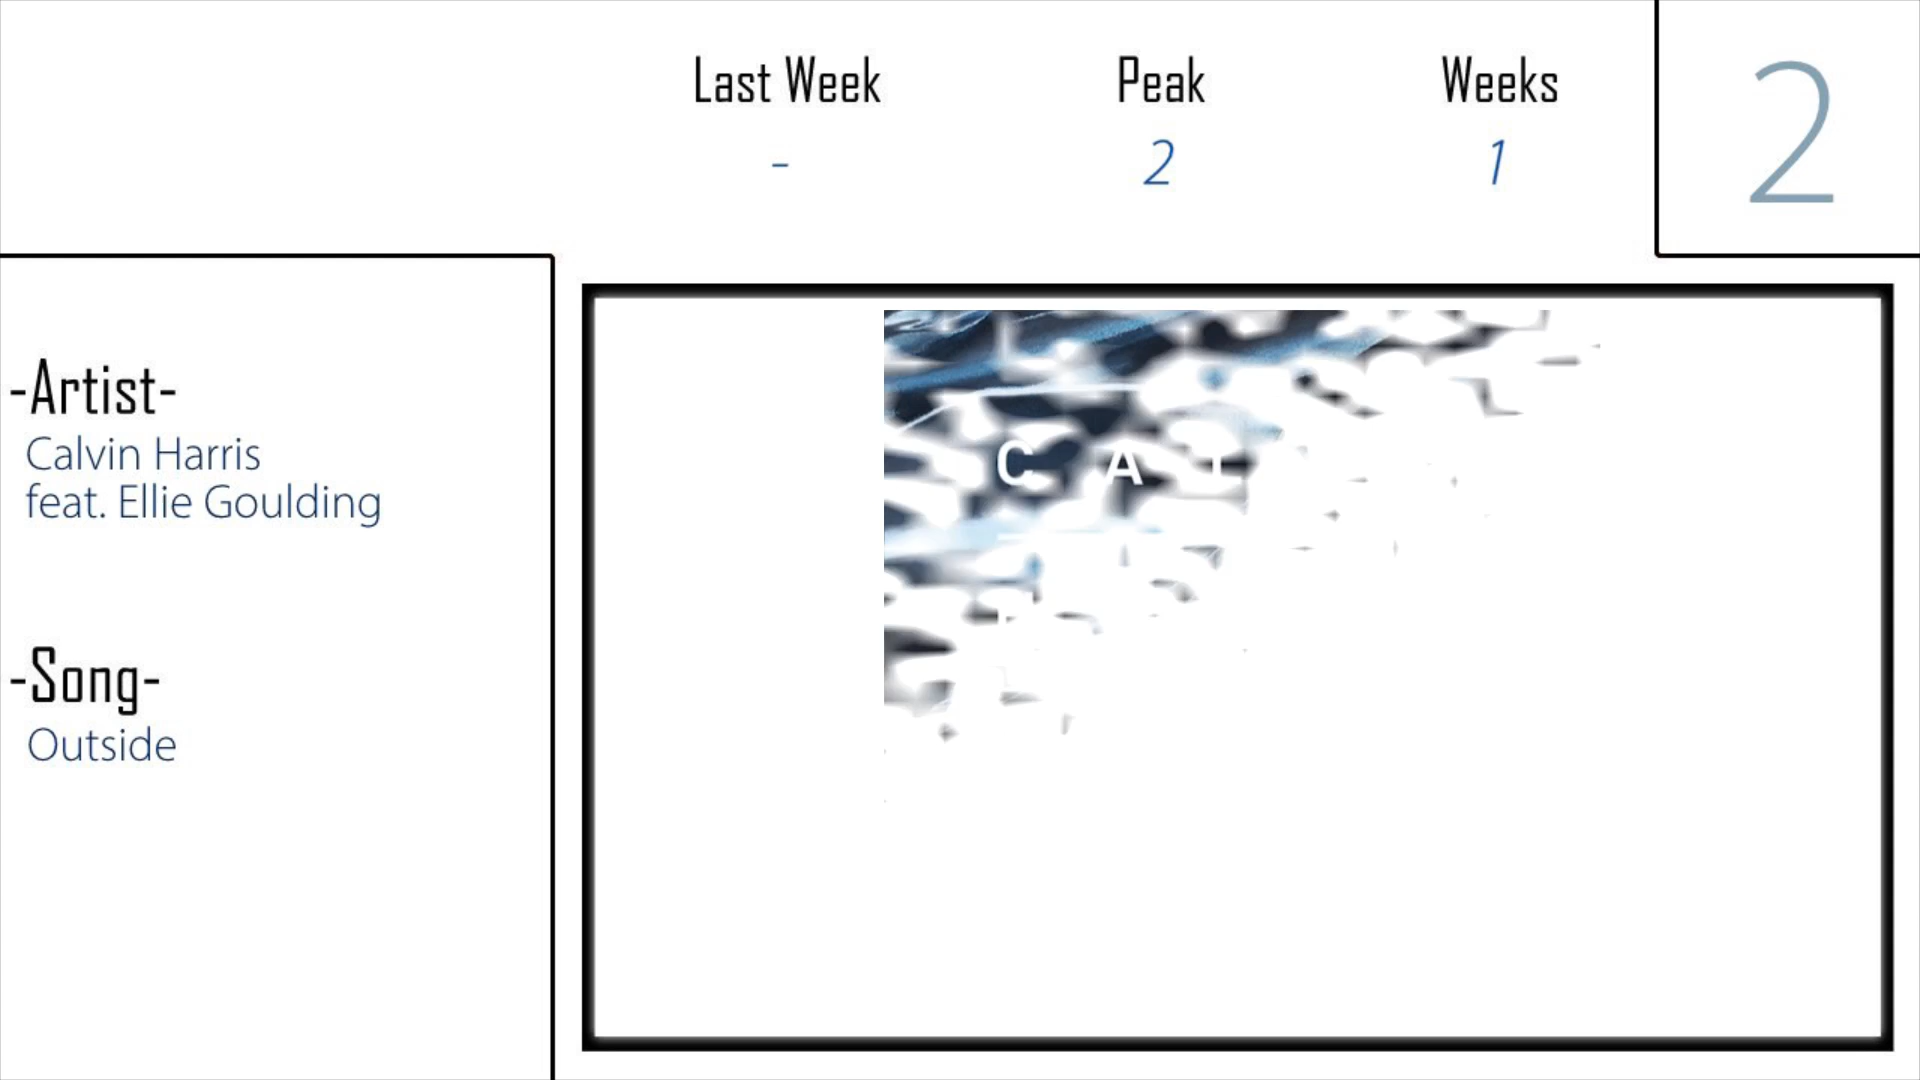 Last Week Peak Weeks
- 2 1
2
-Artist-
Calvin Harris
feat. Ellie Goulding
-Song-
Outside
C A L